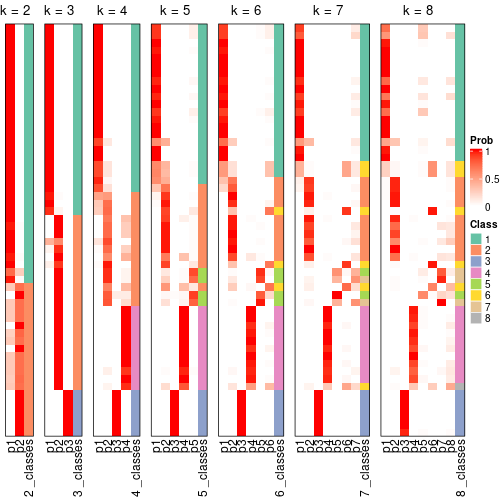 k = 2
k = 3
k = 4
k = 5
k = 6
k = 7
k = 8
Prob
1
0.5
0
Class
1
2
3
4
5
6
7
8
p1
p2
2_classes
p1
p2
p3
3_classes
p1
p2
p3
p4
4_classes
p1
p2
p3
p4
p5
5_classes
p1
p2
p3
p4
p5
p6
6_classes
p1
p2
p3
p4
p5
p6
p7
7_classes
p1
p2
p3
p4
p5
p6
p7
p8
8_classes